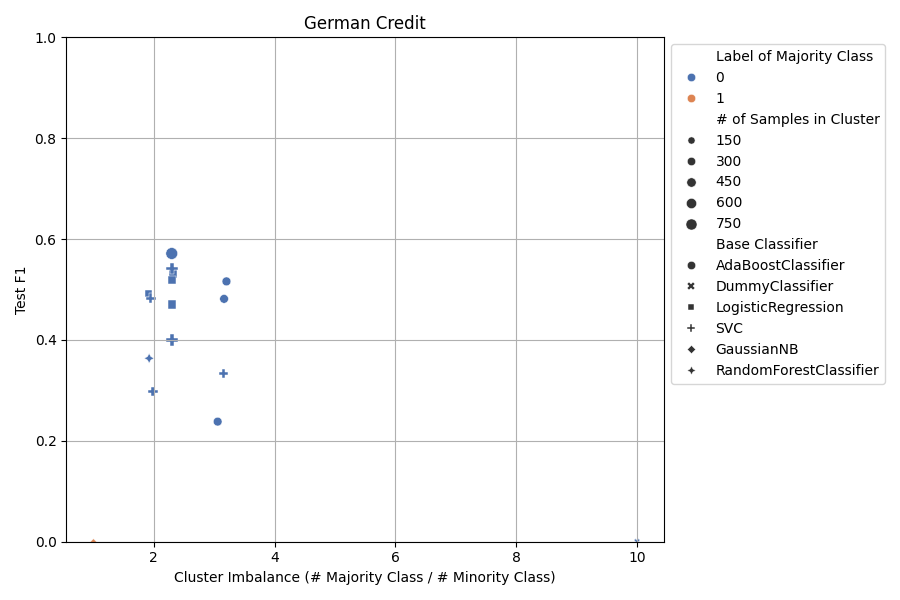 German Credit
1.0
0.8
0.6
0.4
0.2
0.0
Test F1
2
4
6
8
10
Cluster Imbalance (# Majority Class / # Minority Class)
Label of Majority Class
0
1
# of Samples in Cluster
150
300
450
600
750
Base Classifier
AdaBoostClassifier
DummyClassifier
LogisticRegression
SVC
GaussianNB
RandomForestClassifier